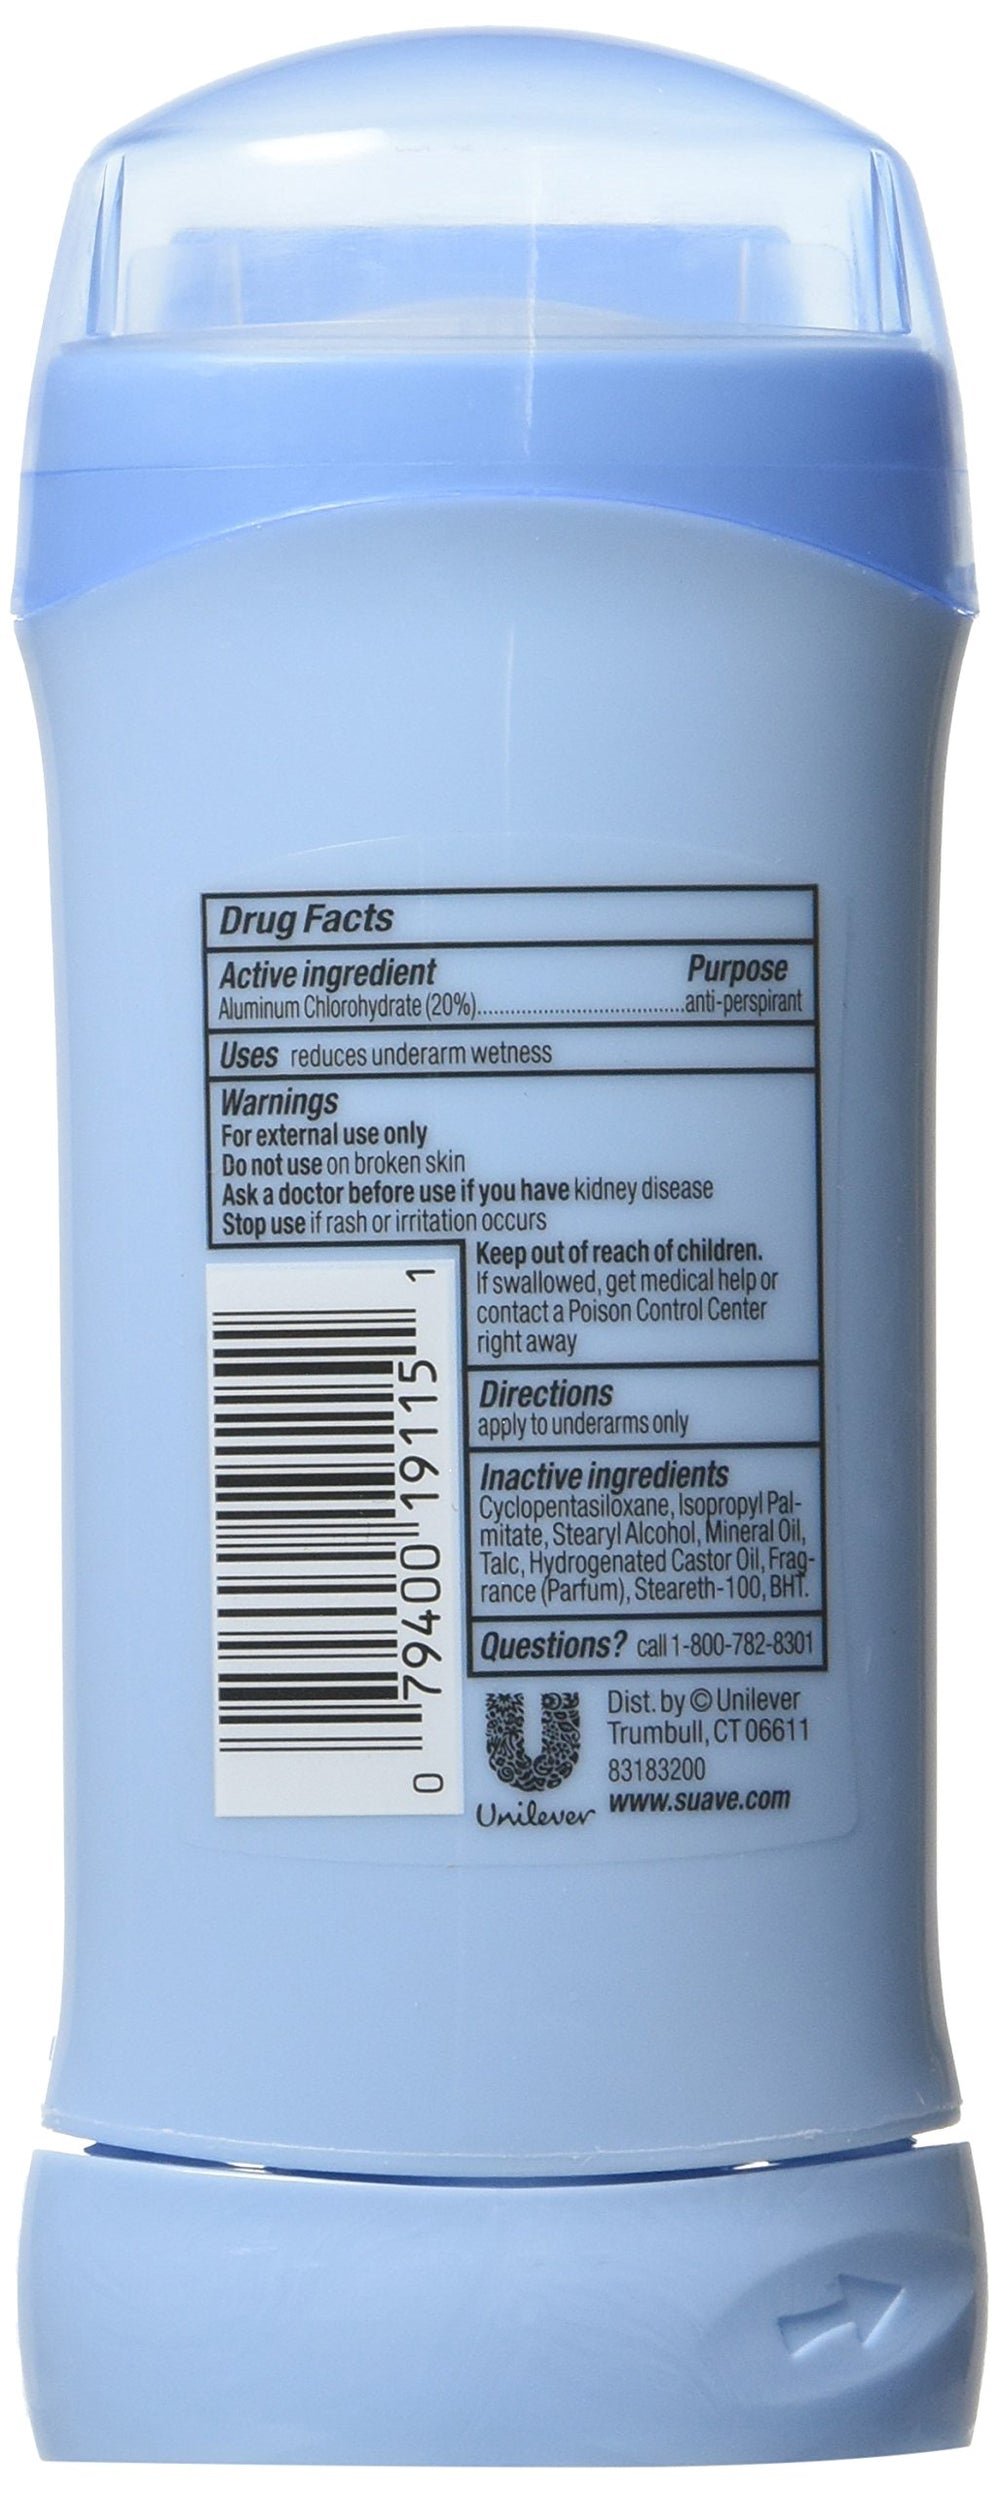 Drug Facts
Active ingredient Purpose
Aluminum Chlorohydrate (20%)......................................anti-perspirant
Uses reduces underarm wetness
Warnings
For external use only
Do not use on broken skin
Ask a doctor before use if you have kidney disease
Stop use if rash or irritation occurs
Keep out of reach of children.
If swallowed, get medical help or
contact a Poison Control Center
right away
Directions
apply to underarms only
Inactive ingredients
Cyclopentasiloxane, Isopropyl Pal-
mitate, Stearyl Alcohol, Mineral Oil,
Talc, Hydrogenated Castor Oil, Frag-
rance (Parfum), Steareth-100, BHT.
Questions? call 1-800-782-8301
0 79400 19115 1
Unilever
Dist. by © Unilever
Trumbull, CT 06611
83183200
www.suave.com